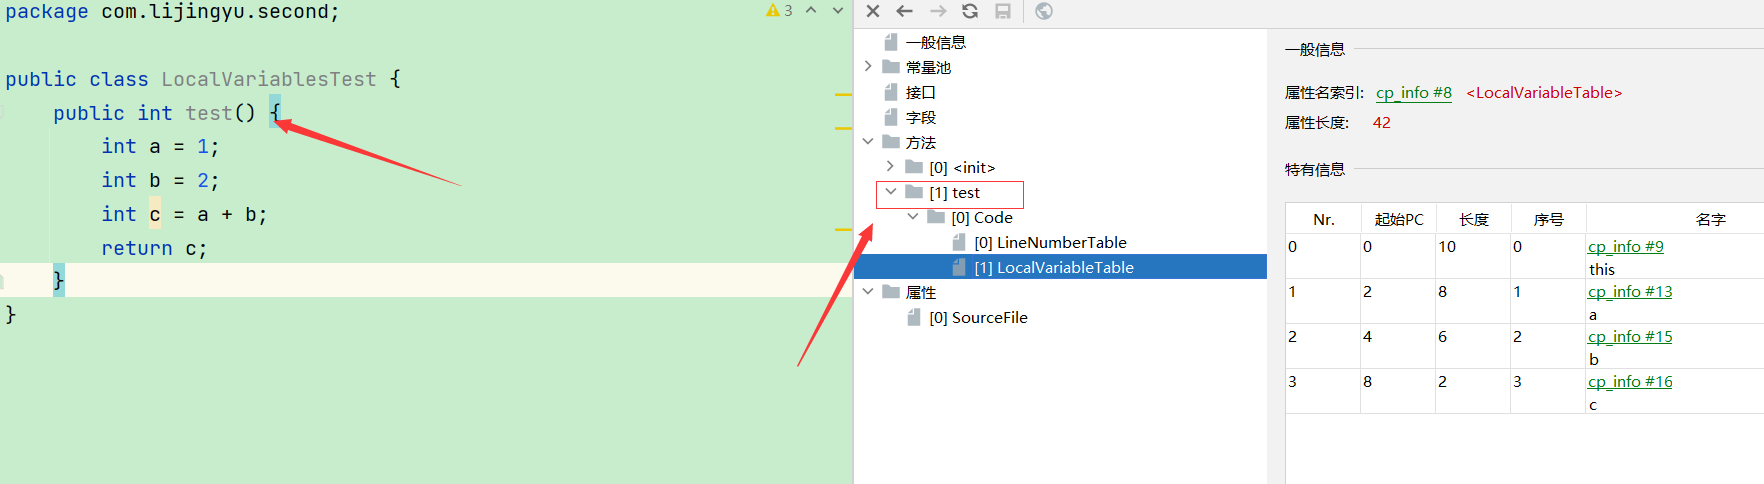 package com.lijingyu.second;
3
public class LocalVariablesTest {
public int test() {
int a = 1;
int b = 2;
int c = a + b;
return c;
}
}
一般信息
常量池
接口
字段
方法
[0] <init>
[1] test
[0] Code
[0] LineNumberTable
[1] LocalVariableTable
属性
[0] SourceFile
一般信息
属性名索引: cp_info #8 <LocalVariableTable>
属性长度: 42
特有信息
Nr. 起始PC 长度 序号 名字
0 0 10 0 cp_info #9
this
1 2 8 1 cp_info #13
a
2 4 6 2 cp_info #15
b
3 8 2 3 cp_info #16
c